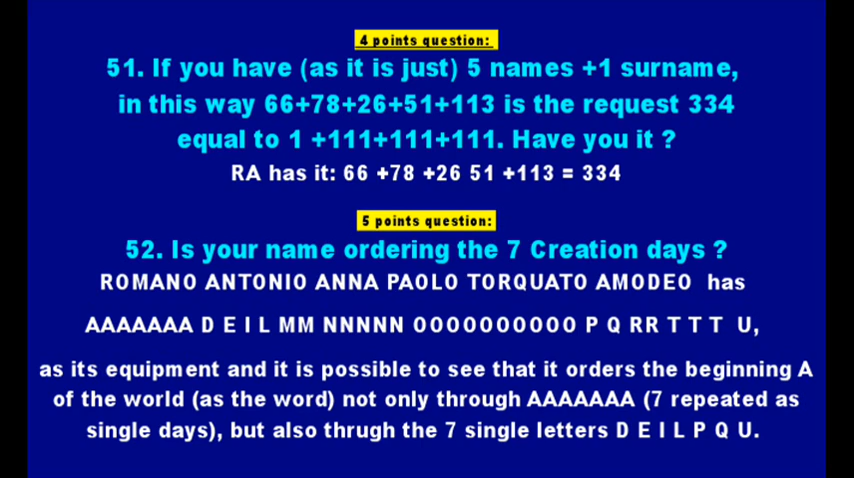 4 points question:
51. If you have (as it is just) 5 names +1 surname,
in this way 66+78+26+51+113 is the request 334
equal to 1 +111+111+111. Have you it ?
RA has it: 66 +78 +26 51 +113 = 334
5 points question:
52. Is your name ordering the 7 Creation days ?
ROMANO ANTONIO ANNA PAOLO TORQUATO AMODEO has
AAAAAAA D E I L MM NNNNN OOOOOOOOOO P Q RR T T T U,
as its equipment and it is possible to see that it orders the beginning A
of the world (as the word) not only through AAAAAAA (7 repeated as
single days), but also thrugh the 7 single letters D E I L P Q U.